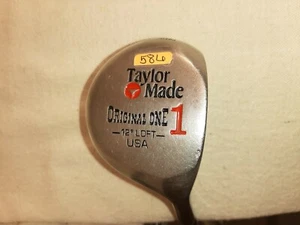 586
Taylor
Made
ORIGINAL ONE 1
12° LOFT
USA